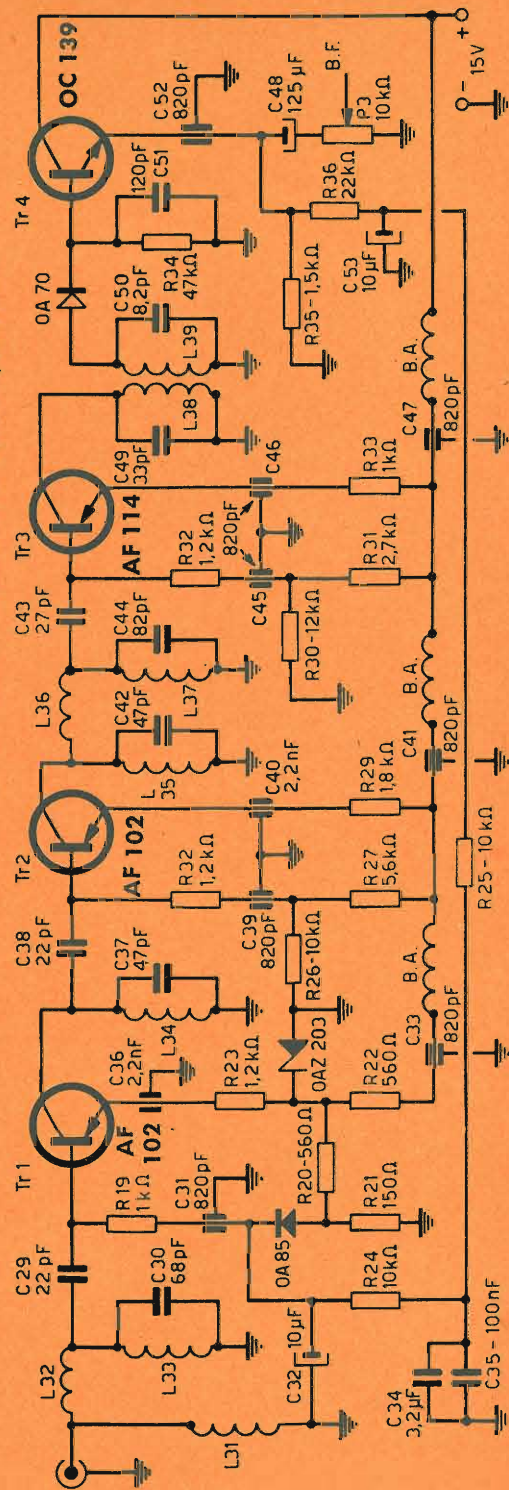 L32
C29
22pF
Tr1
AF
102
C36
2,2nF
L31
L33
C30
68pF
R19
1kΩ
C31
820pF
C32
10µF
0A85
R20-560Ω
R21
150Ω
R24
10kΩ
C34
3,2µF
C35-100nF
L34
C37
47pF
R23
1,2kΩ
0AZ 203
R22
560Ω
C33
820pF
B.A.
C38
22pF
Tr2
AF 102
R32
1,2kΩ
C39
820pF
C40
2,2nF
R26-10kΩ
R27
5,6kΩ
R29
1,8kΩ
R25-10kΩ
C41
820pF
B.A.
L
35
C42
47pF
L36
L37
C44
82pF
C43
27pF
Tr3
AF 114
R32
1,2kΩ
820pF
C45
C46
R30-12kΩ
R31
2,7kΩ
R33
1kΩ
C47
820pF
B.A.
C49
33pF
L38
L39
C50
8,2pF
0A70
R34
47kΩ
120pF
C51
Tr4
OC 139
C52
820pF
C48
125µF
B.F.
P3
10kΩ
R35-1,5kΩ
R36
22kΩ
C53
10µF
- 15V +